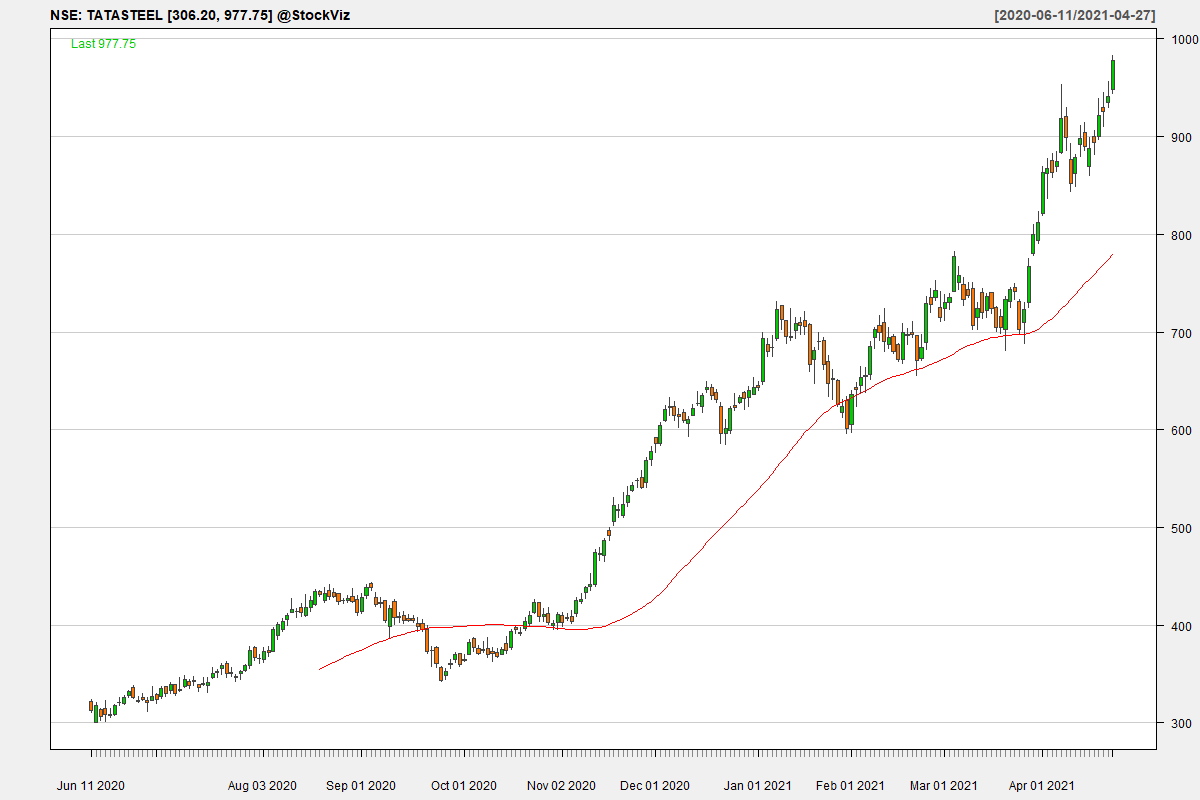 NSE: TATASTEEL [306.20, 977.75] @StockViz
[2020-06-11/2021-04-27]
Last 977.75
1000
900
800
700
600
500
400
300
Jun 11 2020
Aug 03 2020
Sep 01 2020
Oct 01 2020
Nov 02 2020
Dec 01 2020
Jan 01 2021
Feb 01 2021
Mar 01 2021
Apr 01 2021